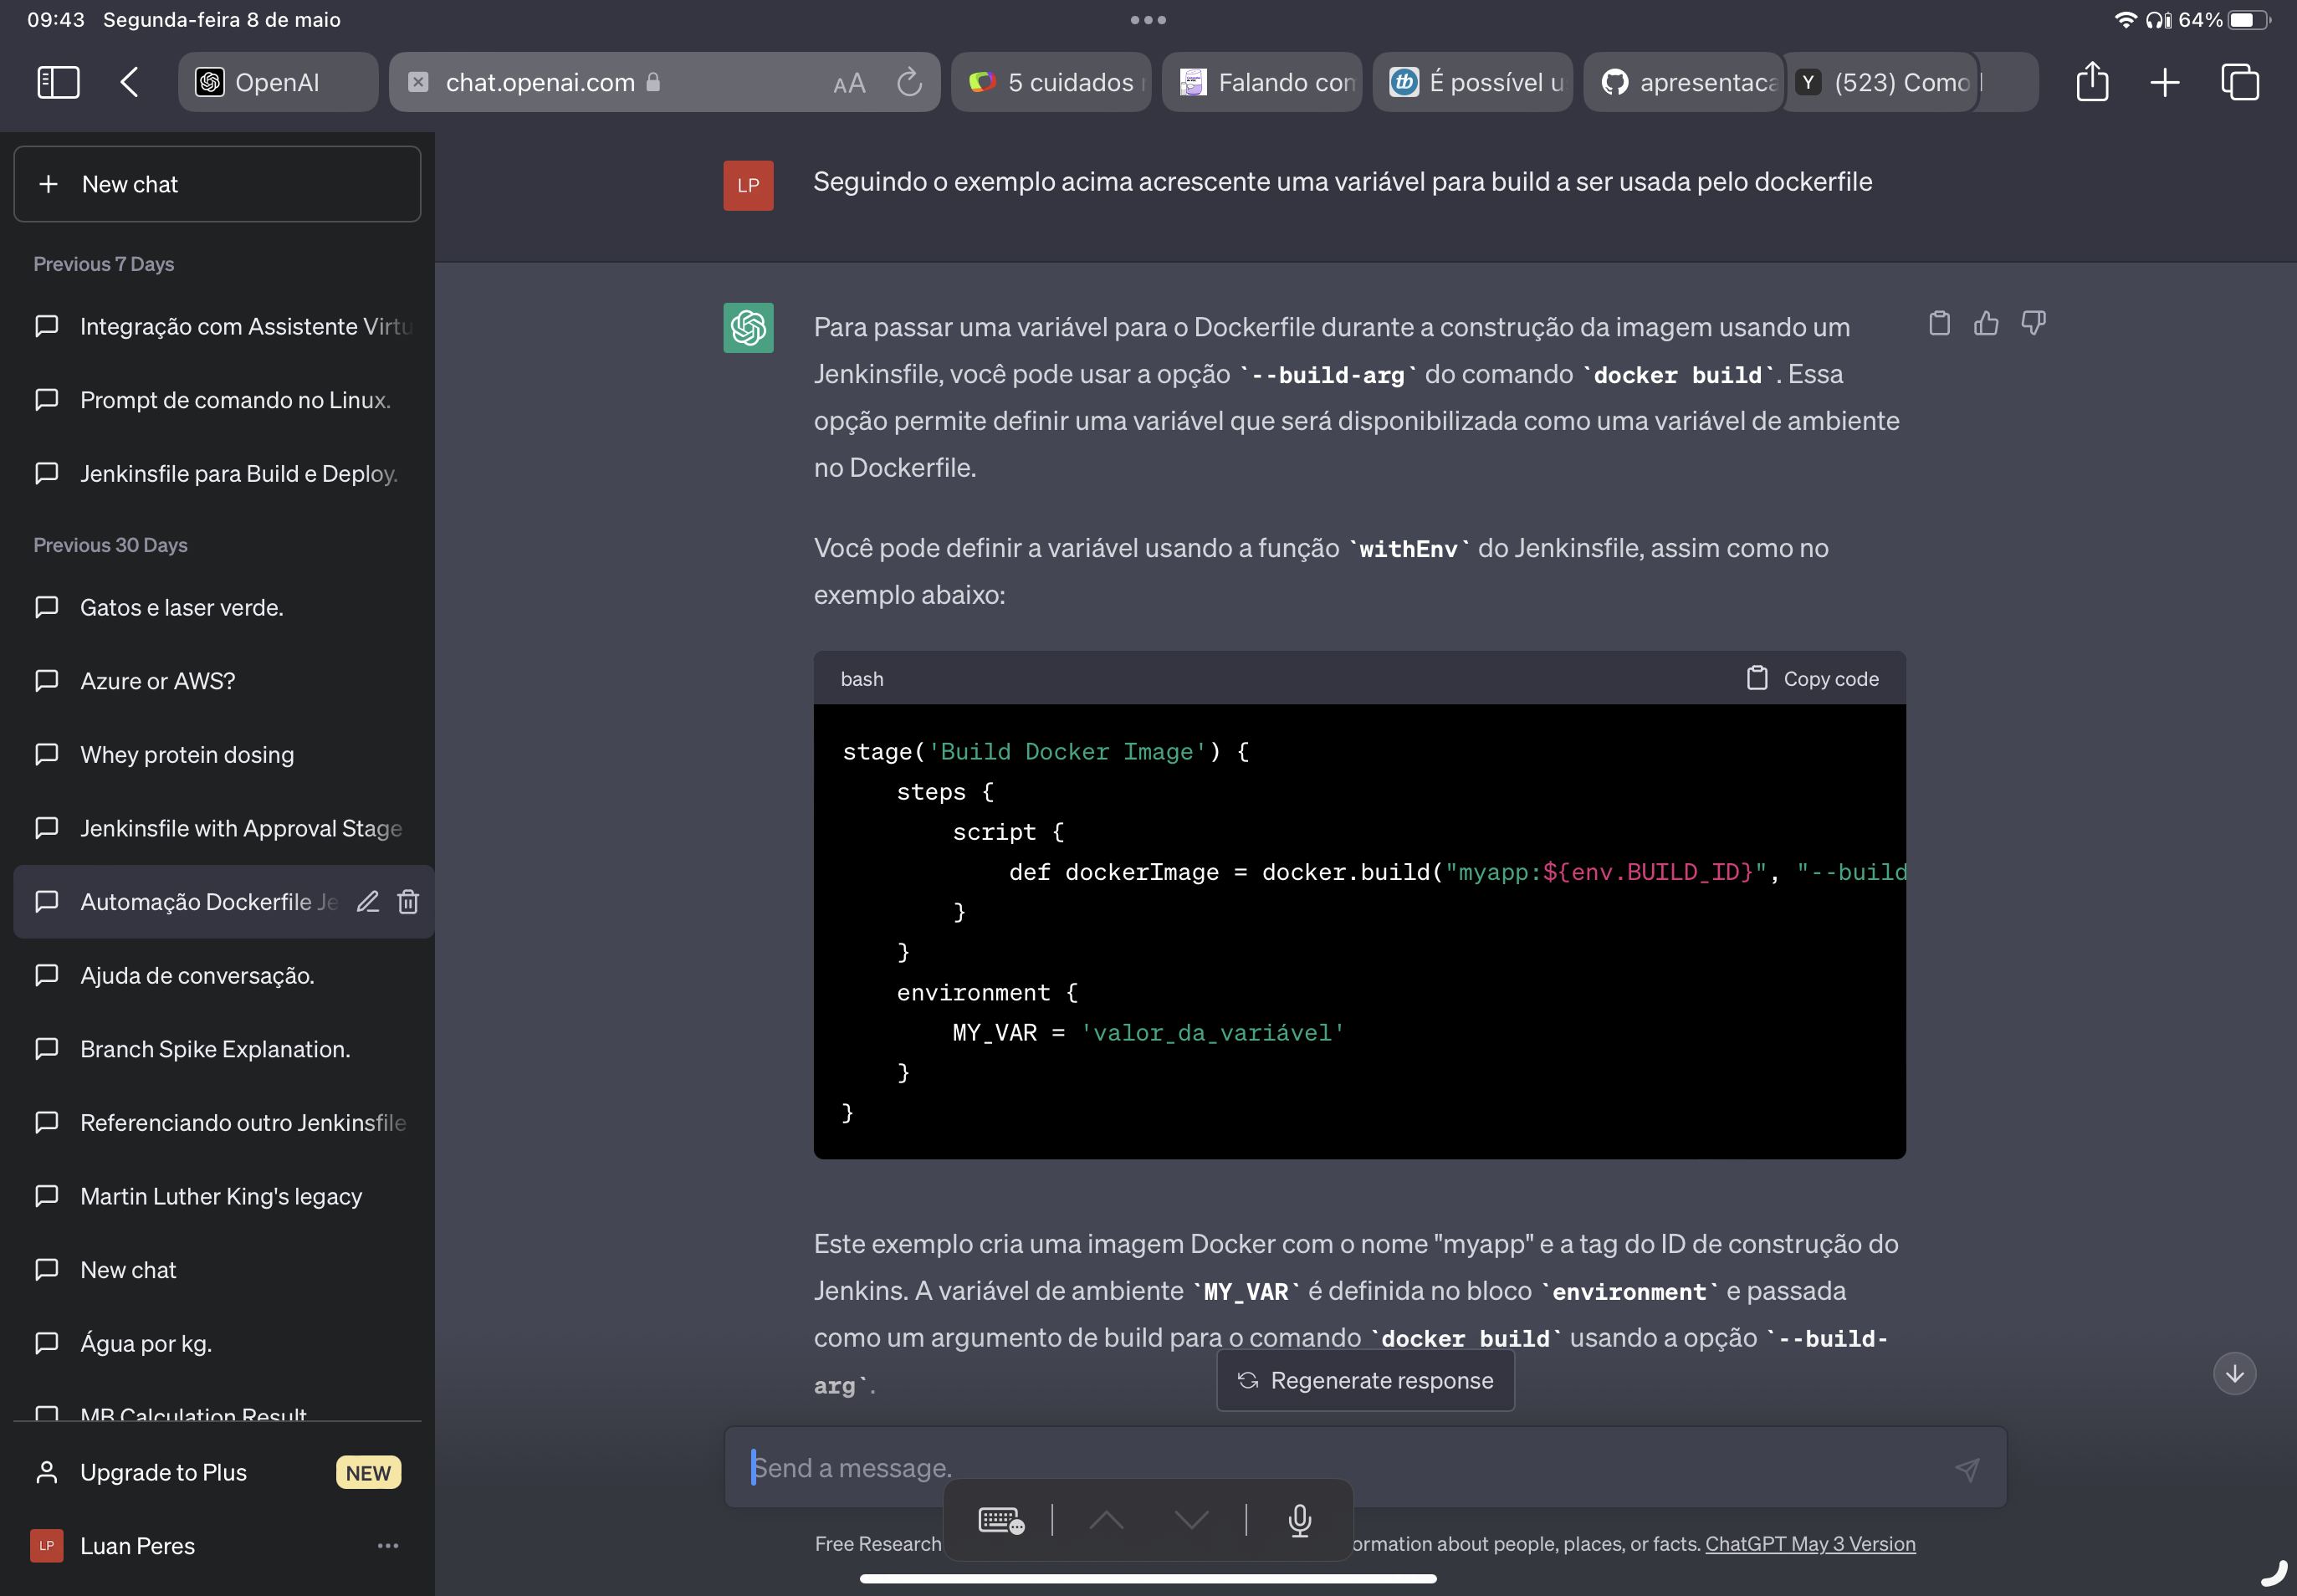 09:43 Segunda-feira 8 de maio
64%
OpenAI
chat.openai.com
AA
5 cuidados
Falando con
tb
É possível u
apresentaca
Y
(523) Como
New chat
Previous 7 Days
Integração com Assistente Virtu
Prompt de comando no Linux.
Jenkinsfile para Build e Deploy.
Previous 30 Days
Gatos e laser verde.
Azure or AWS?
Whey protein dosing
Jenkinsfile with Approval Stage
Automação Dockerfile Je
Ajuda de conversação.
Branch Spike Explanation.
Referenciando outro Jenkinsfile
Martin Luther King's legacy
New chat
Água por kg.
MB Calculation Result
Upgrade to Plus NEW
LP Luan Peres
LP
Seguindo o exemplo acima acrescente uma variável para build a ser usada pelo dockerfile
Para passar uma variável para o Dockerfile durante a construção da imagem usando um
Jenkinsfile, você pode usar a opção `--build-arg` do comando `docker build`. Essa
opção permite definir uma variável que será disponibilizada como uma variável de ambiente
no Dockerfile.
Você pode definir a variável usando a função `withEnv` do Jenkinsfile, assim como no
exemplo abaixo:
bash
Copy code
stage('Build Docker Image') {
    steps {
        script {
            def dockerImage = docker.build("myapp:${env.BUILD_ID}", "--build
        }
    }
    environment {
        MY_VAR = 'valor_da_variável'
    }
}
Este exemplo cria uma imagem Docker com o nome "myapp" e a tag do ID de construção do
Jenkins. A variável de ambiente `MY_VAR` é definida no bloco `environment` e passada
como um argumento de build para o comando `docker build` usando a opção `--build-
arg`.
Regenerate response
Send a message.
Free Research
ormation about people, places, or facts. ChatGPT May 3 Version